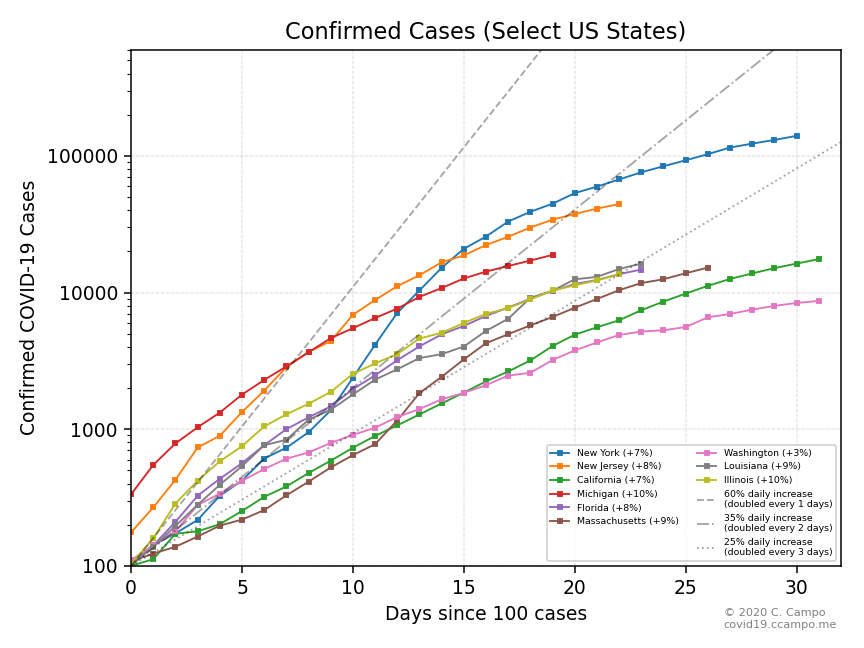 Confirmed Cases (Select US States)
Confirmed COVID-19 Cases
100000
10000
1000
100
0
5
10
15
20
25
30
Days since 100 cases
New York (+7%)
New Jersey (+8%)
California (+7%)
Michigan (+10%)
Florida (+8%)
Massachusetts (+9%)
Washington (+3%)
Louisiana (+9%)
Illinois (+10%)
60% daily increase
(doubled every 1 days)
35% daily increase
(doubled every 2 days)
25% daily increase
(doubled every 3 days)
© 2020 C. Campo
covid19.ccampo.me